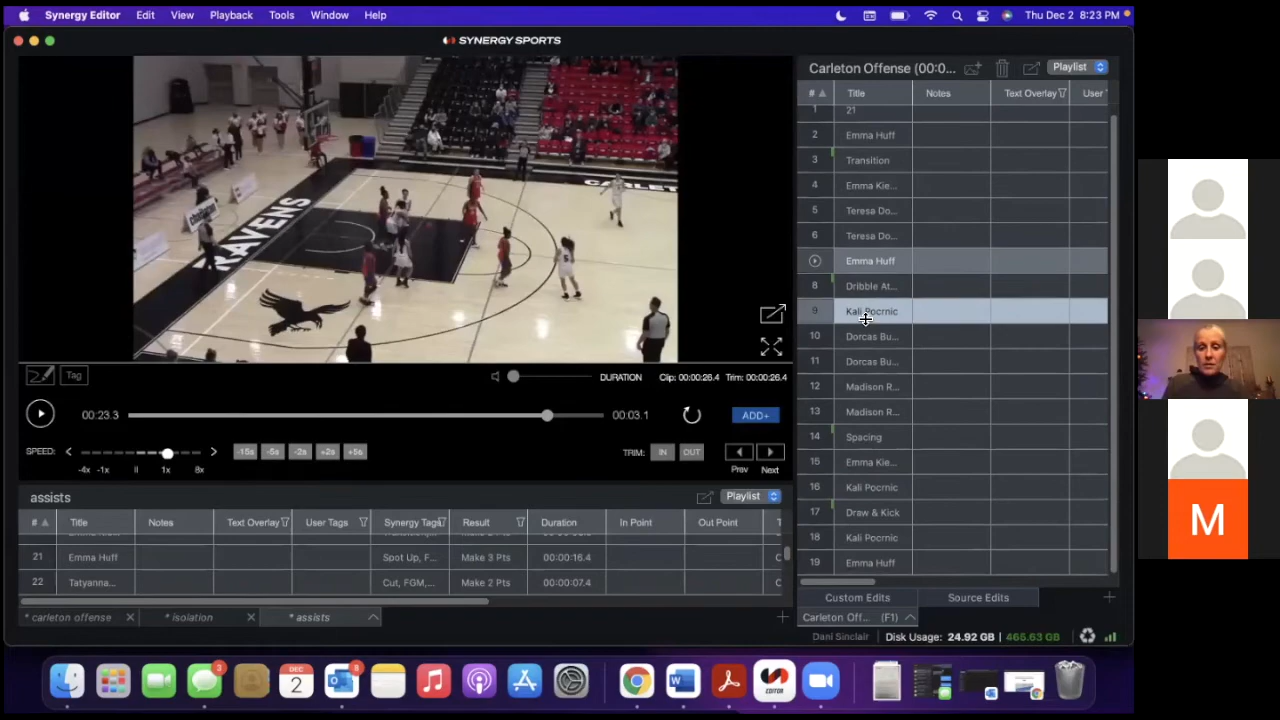 Synergy Editor Edit View Playback Tools Window Help Thu Dec 2 8:23 PM
SYNERGY SPORTS
Carleton Offense (00:0... Playlist
# Title Notes Text Overlay User
1 21
2 Emma Huff
3 Transition
4 Emma Kie...
5 Teresa Do...
6 Teresa Do...
Emma Huff
8 Dribble At...
9 Kali Pocrnic
10 Dorcas Bu...
11 Dorcas Bu...
12 Madison R...
13 Madison R...
14 Spacing
15 Emma Kie...
16 Kali Pocrnic
17 Draw & Kick
18 Kali Pocrnic
19 Emma Huff
Custom Edits Source Edits
Carleton Off... (F1)
Dani Sinclair Disk Usage: 24.92 GB | 465.63 GB
RAVENS
5
Tag DURATION Clip: 00:00:26.4 Trim: 00:00:26.4
00:23.3 00:03.1 ADD+
SPEED: -4x -1x II 1x 8x -15s -5s -2s +2s +5s TRIM: IN OUT Prev Next
assists Playlist
# Title Notes Text Overlay User Tags Synergy Tags Result Duration In Point Out Point
21 Emma Huff Spot Up, F... Make 3 Pts 00:00:16.4
22 Tatyanna... Cut, FGM,... Make 2 Pts 00:00:07.4
* carleton offense * isolation * assists
M
DEC
2
3
8
EDITOR